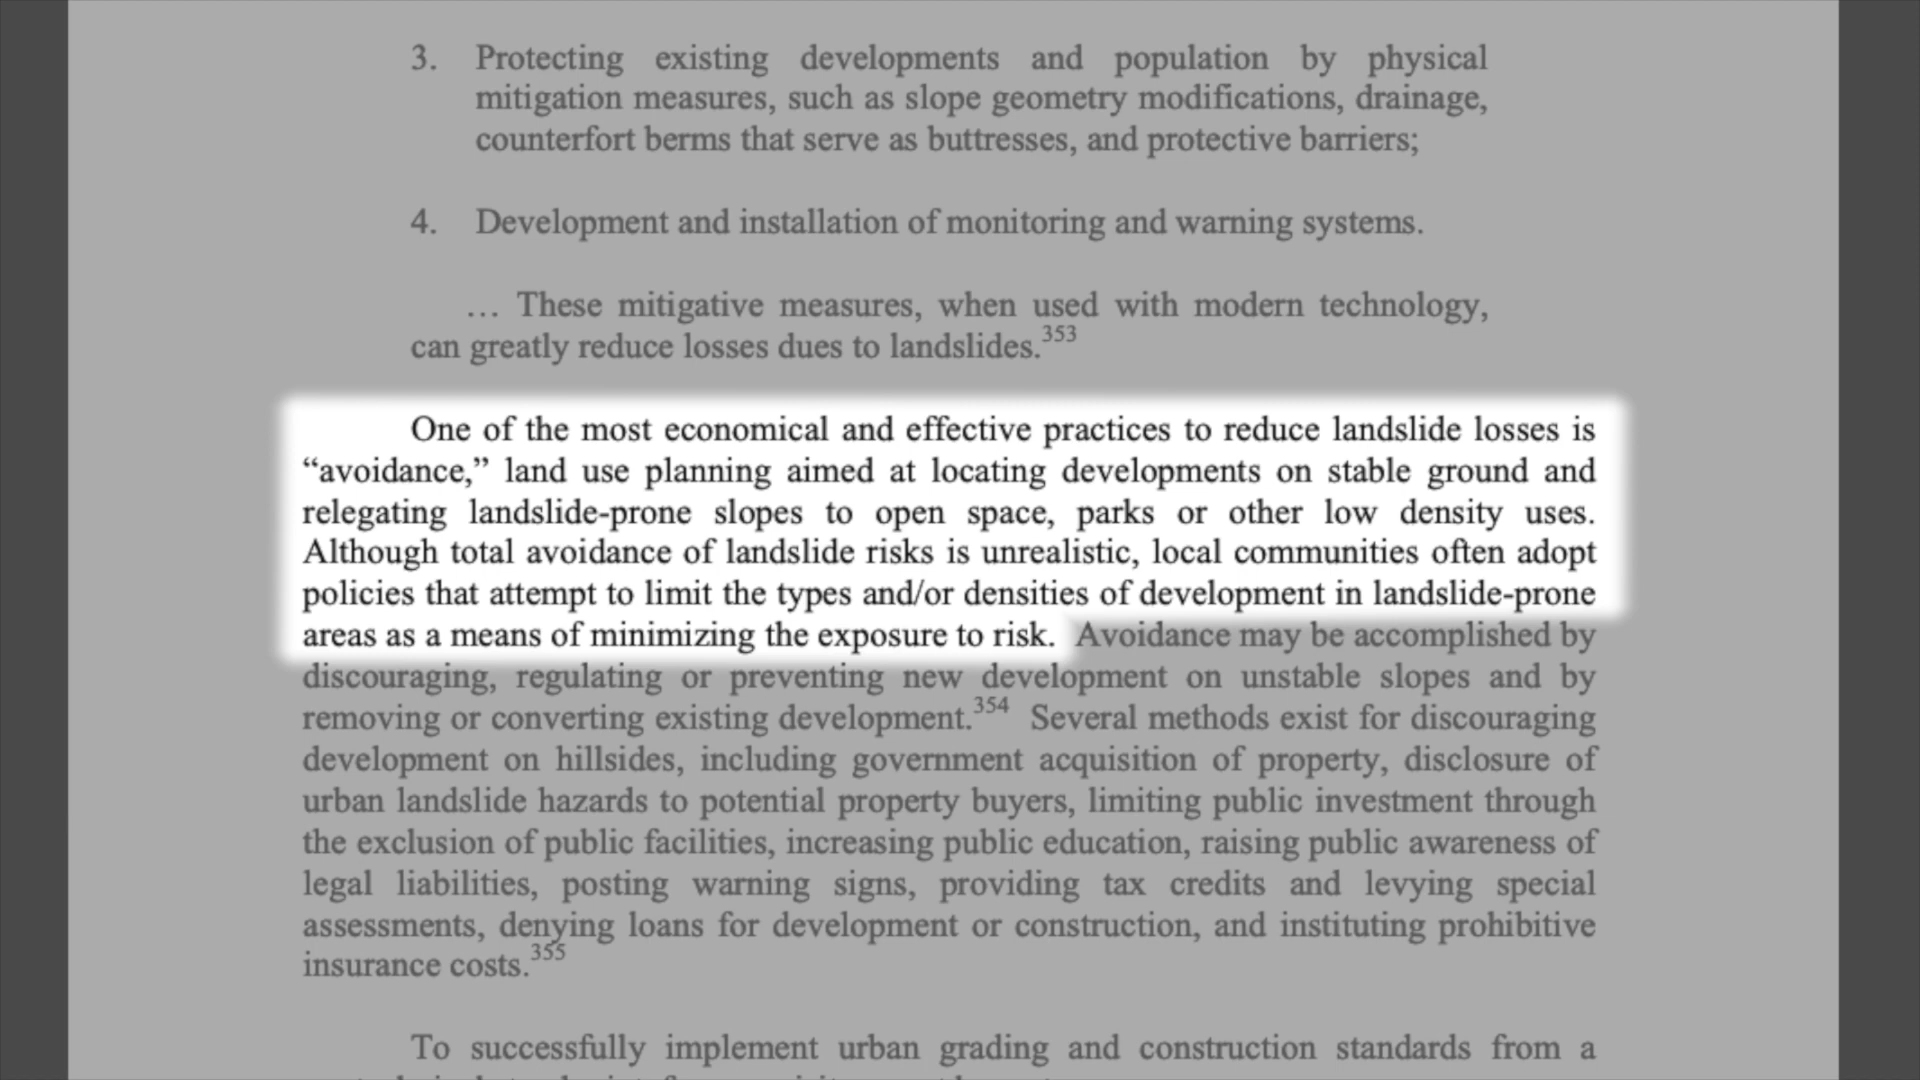 3. Protecting existing developments and population by physical
mitigation measures, such as slope geometry modifications, drainage,
counterfort berms that serve as buttresses, and protective barriers;
4. Development and installation of monitoring and warning systems.
… These mitigative measures, when used with modern technology,
can greatly reduce losses dues to landslides.353
One of the most economical and effective practices to reduce landslide losses is
“avoidance,” land use planning aimed at locating developments on stable ground and
relegating landslide-prone slopes to open space, parks or other low density uses.
Although total avoidance of landslide risks is unrealistic, local communities often adopt
policies that attempt to limit the types and/or densities of development in landslide-prone
areas as a means of minimizing the exposure to risk. Avoidance may be accomplished by
discouraging, regulating or preventing new development on unstable slopes and by
removing or converting existing development.354 Several methods exist for discouraging
development on hillsides, including government acquisition of property, disclosure of
urban landslide hazards to potential property buyers, limiting public investment through
the exclusion of public facilities, increasing public education, raising public awareness of
legal liabilities, posting warning signs, providing tax credits and levying special
assessments, denying loans for development or construction, and instituting prohibitive
insurance costs.355
To successfully implement urban grading and construction standards from a